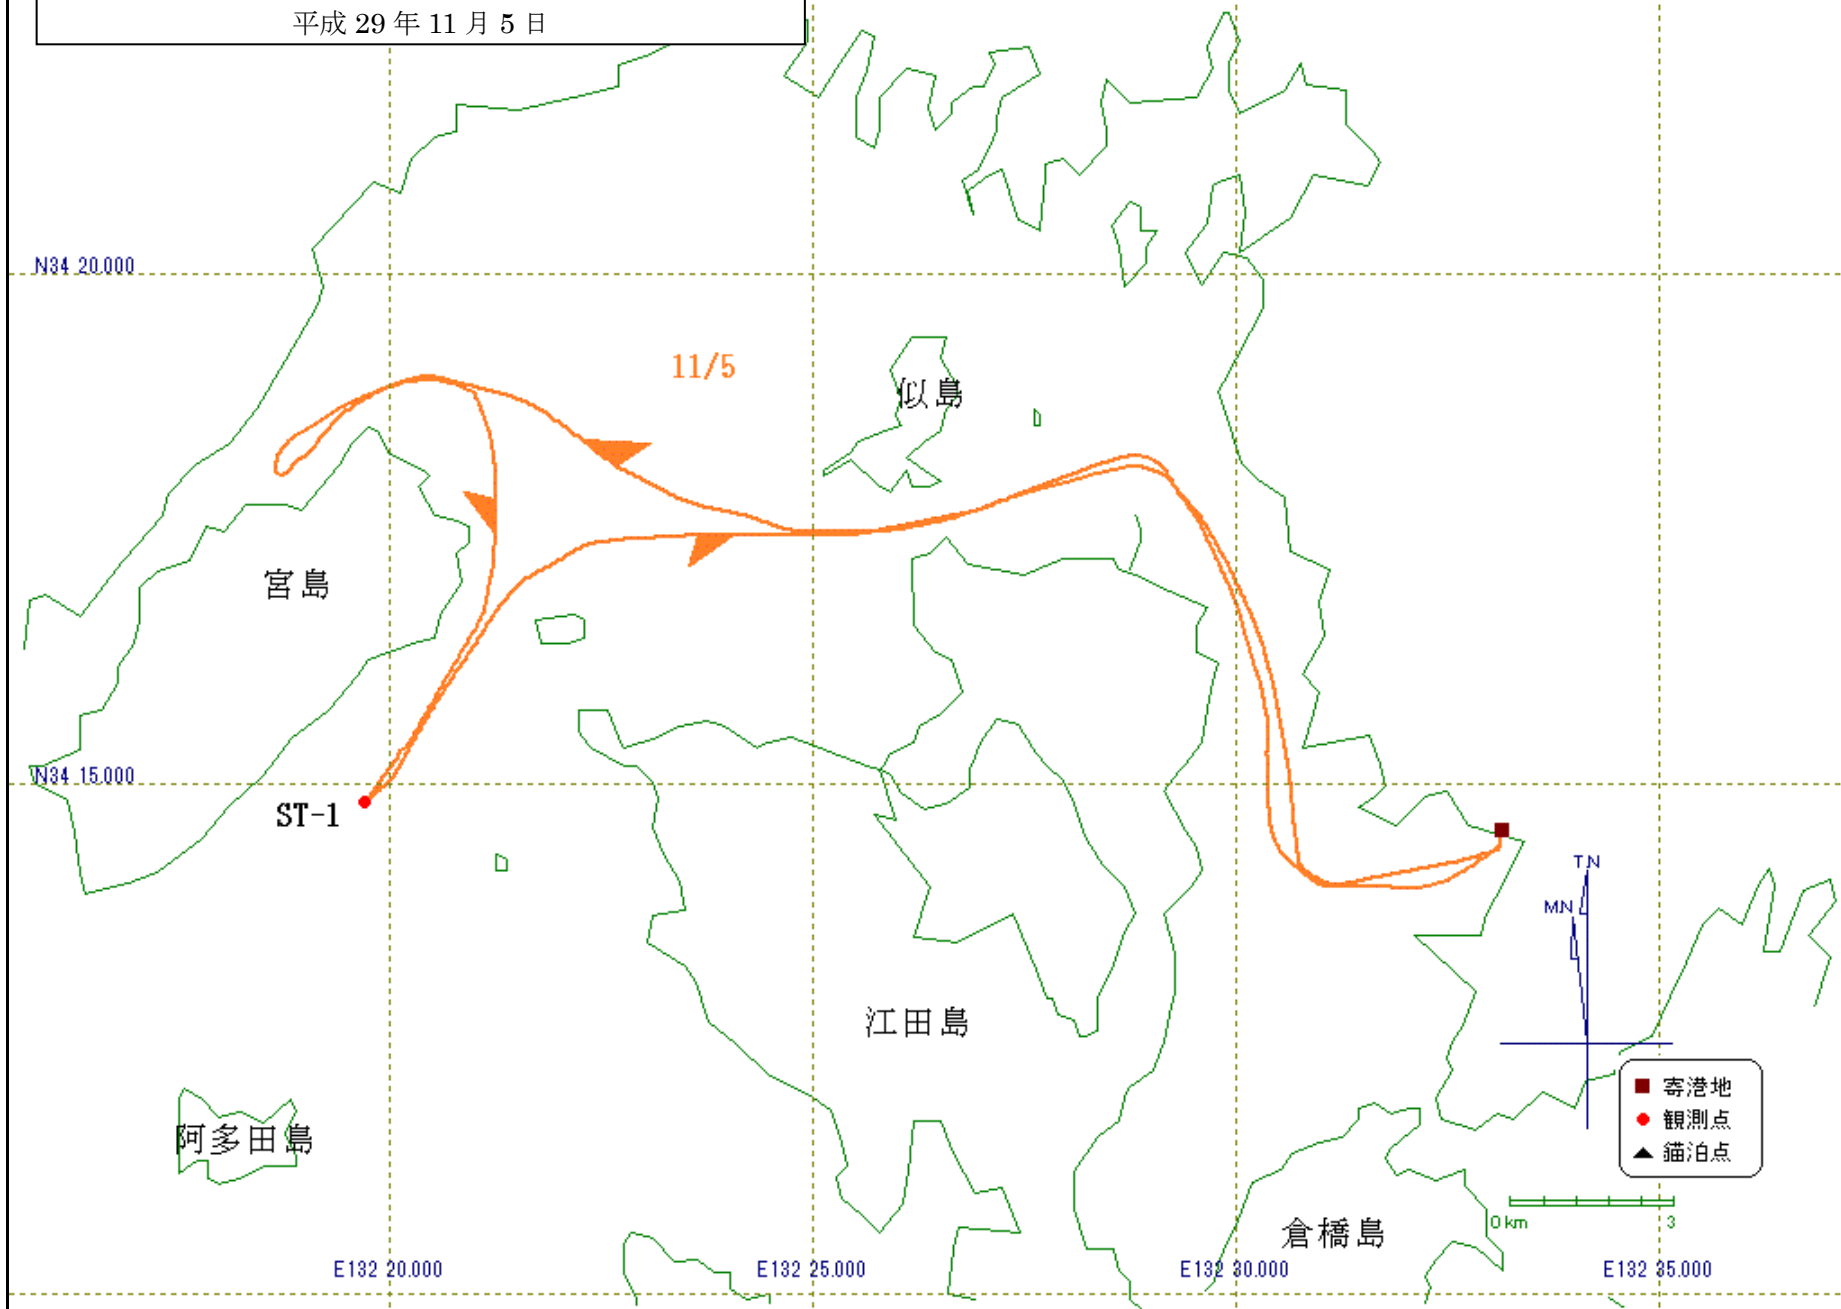 平成 29 年 11 月 5 日
N34 20.000
11/5
似島
宮島
N34 15.000
ST-1
T.N
M.N
江田島
寄港地
観測点
錨泊点
阿多田島
0 km 3
倉橋島
E132 20.000 E132 25.000 E132 30.000 E132 35.000